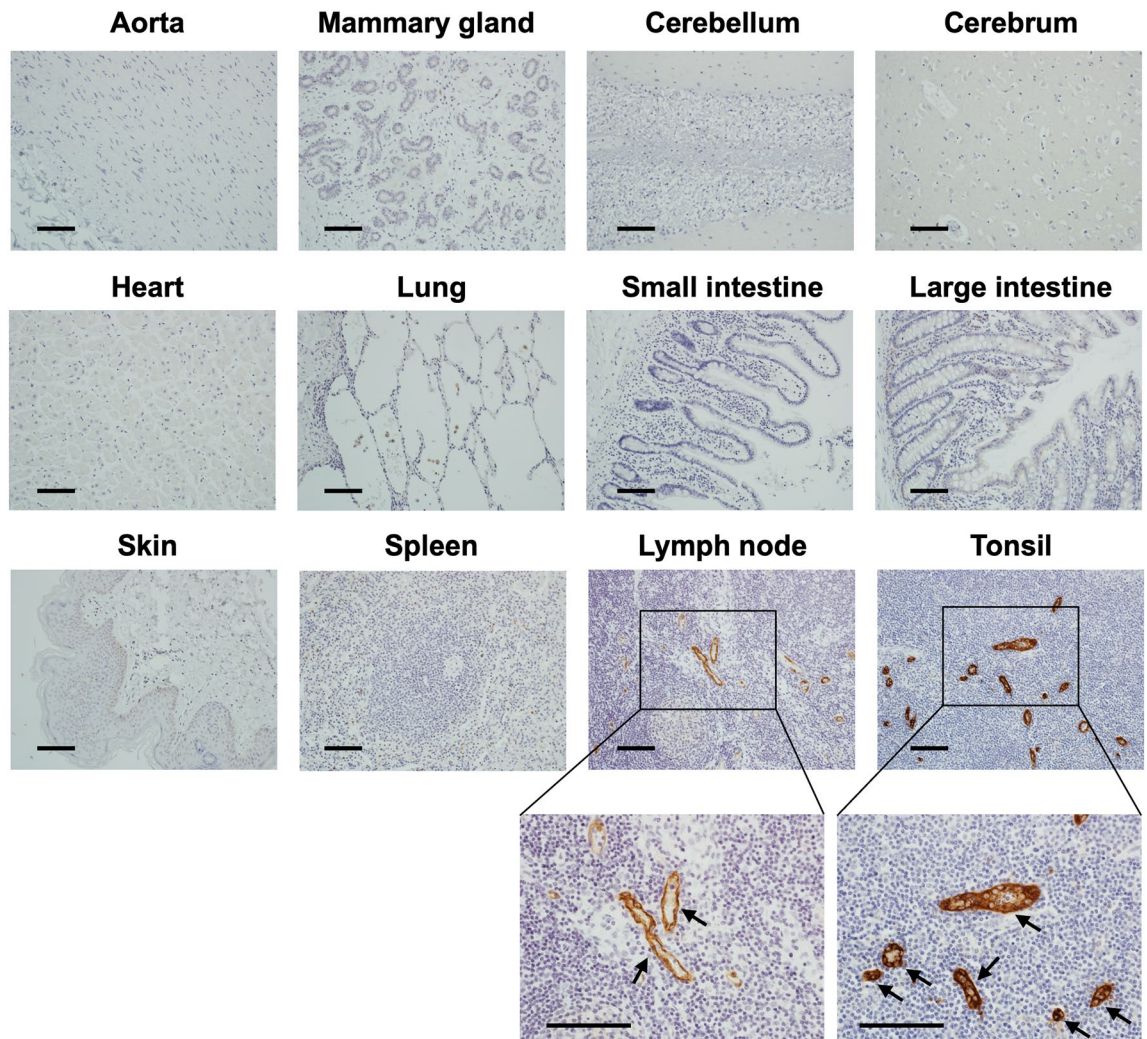 Aorta
Mammary gland
Cerebellum
Cerebrum
Heart
Lung
Small intestine
Large intestine
Skin
Spleen
Lymph node
Tonsil